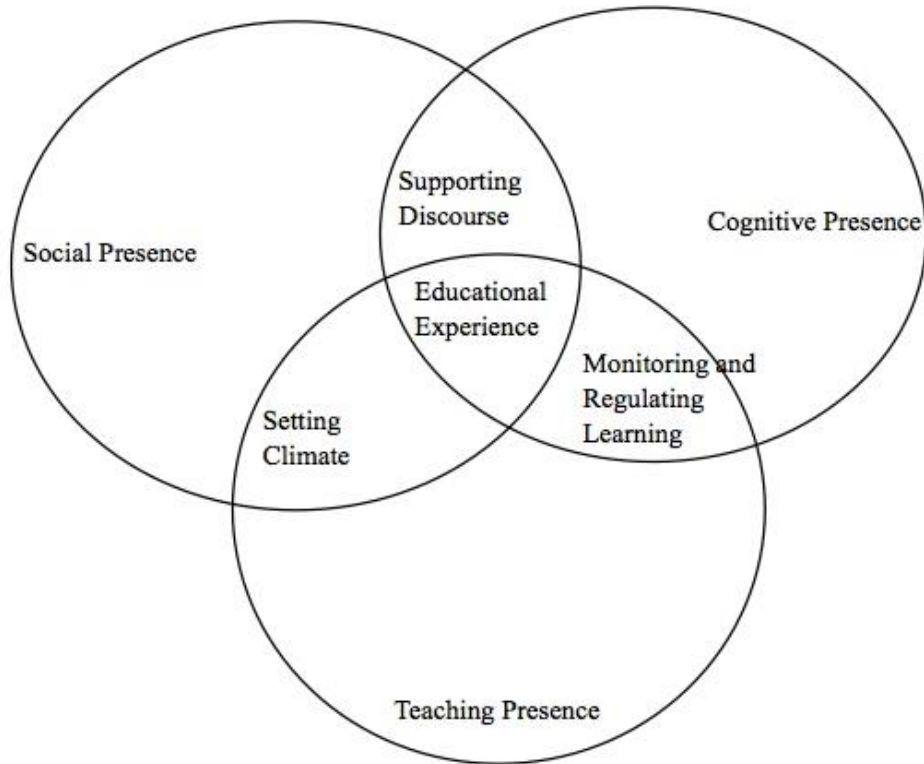 Supporting
Discourse
Cognitive Presence
Social Presence
Educational
Experience
Monitoring and
Regulating
Learning
Setting
Climate
Teaching Presence